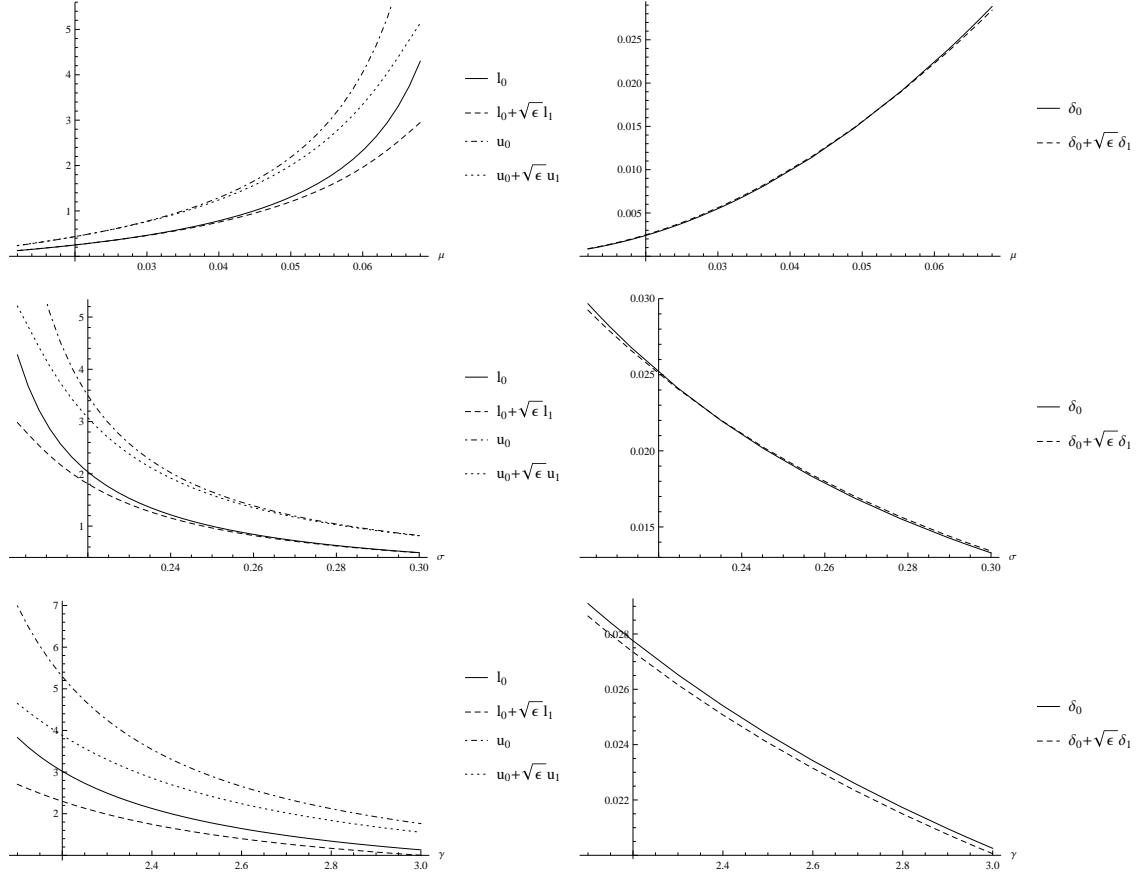 5
4
3
2
1
0.03 0.04 0.05 0.06 μ
l₀
l₀+√ϵ l₁
u₀
u₀+√ϵ u₁
0.025
0.020
0.015
0.010
0.005
0.03 0.04 0.05 0.06 μ
δ₀
δ₀+√ϵ δ₁
5
4
3
2
1
0.24 0.26 0.28 0.30 σ
l₀
l₀+√ϵ l₁
u₀
u₀+√ϵ u₁
0.030
0.025
0.020
0.015
0.24 0.26 0.28 0.30 σ
δ₀
δ₀+√ϵ δ₁
7
6
5
4
3
2
2.4 2.6 2.8 3.0 γ
l₀
l₀+√ϵ l₁
u₀
u₀+√ϵ u₁
0.028
0.026
0.024
0.022
2.4 2.6 2.8 3.0 γ
δ₀
δ₀+√ϵ δ₁